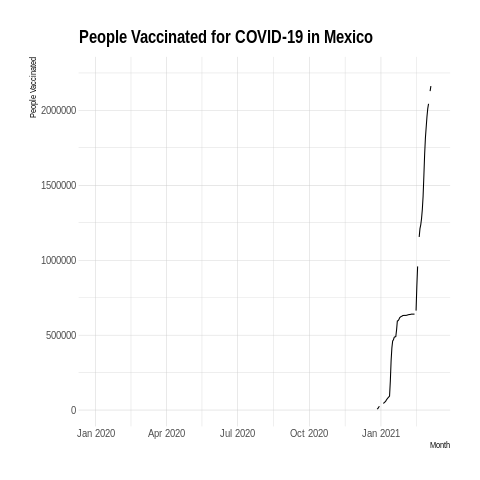 People Vaccinated for COVID-19 in Mexico
People Vaccinated
2000000
1500000
1000000
500000
0
Jan 2020 Apr 2020 Jul 2020 Oct 2020 Jan 2021
Month